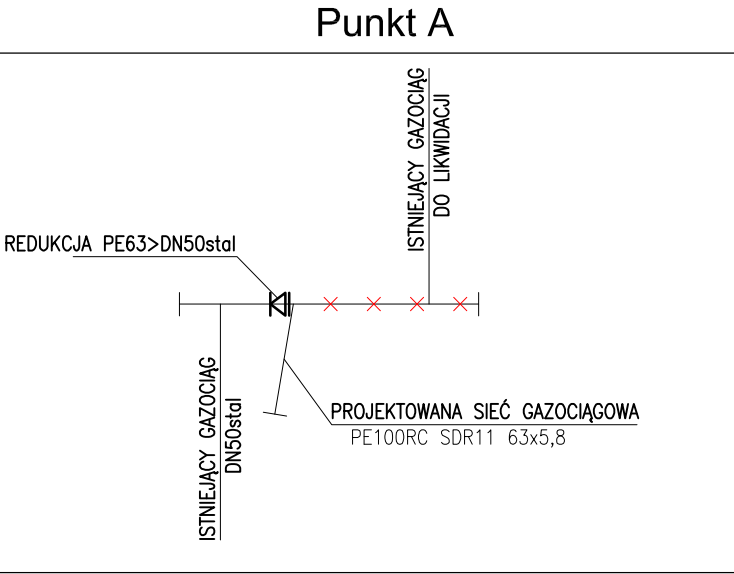 Punkt A
ISTNIEJĄCY GAZOCIĄG
DO LIKWIDACJI
REDUKCJA PE63>DN50stal
ISTNIEJĄCY GAZOCIĄG
DN50stal
PROJEKTOWANA SIEĆ GAZOCIĄGOWA
PE100RC SDR11 63x5,8